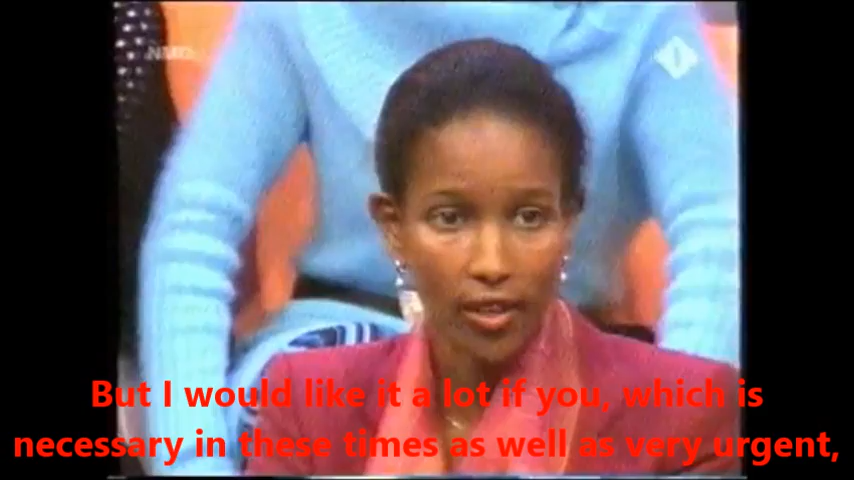 But I would like it a lot if you, which is
necessary in these times as well as very urgent,